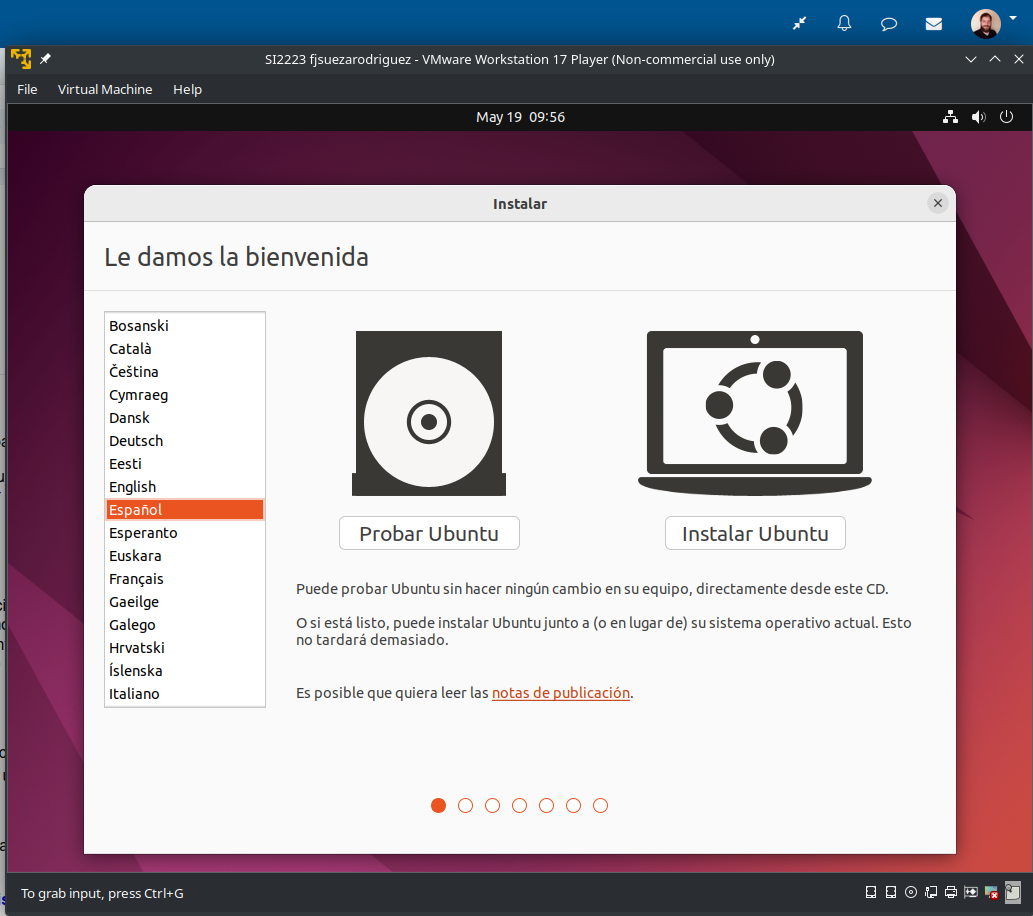 SI2223 fjsuezarodriguez - VMware Workstation 17 Player (Non-commercial use only)
File Virtual Machine Help
May 19 09:56
Instalar
Le damos la bienvenida
Bosanski
Català
Čeština
Cymraeg
Dansk
Deutsch
Eesti
English
Español
Esperanto
Euskara
Français
Gaeilge
Galego
Hrvatski
Íslenska
Italiano
Probar Ubuntu
Instalar Ubuntu
Puede probar Ubuntu sin hacer ningún cambio en su equipo, directamente desde este CD.
O si está listo, puede instalar Ubuntu junto a (o en lugar de) su sistema operativo actual. Esto
no tardará demasiado.
Es posible que quiera leer las notas de publicación.
To grab input, press Ctrl+G